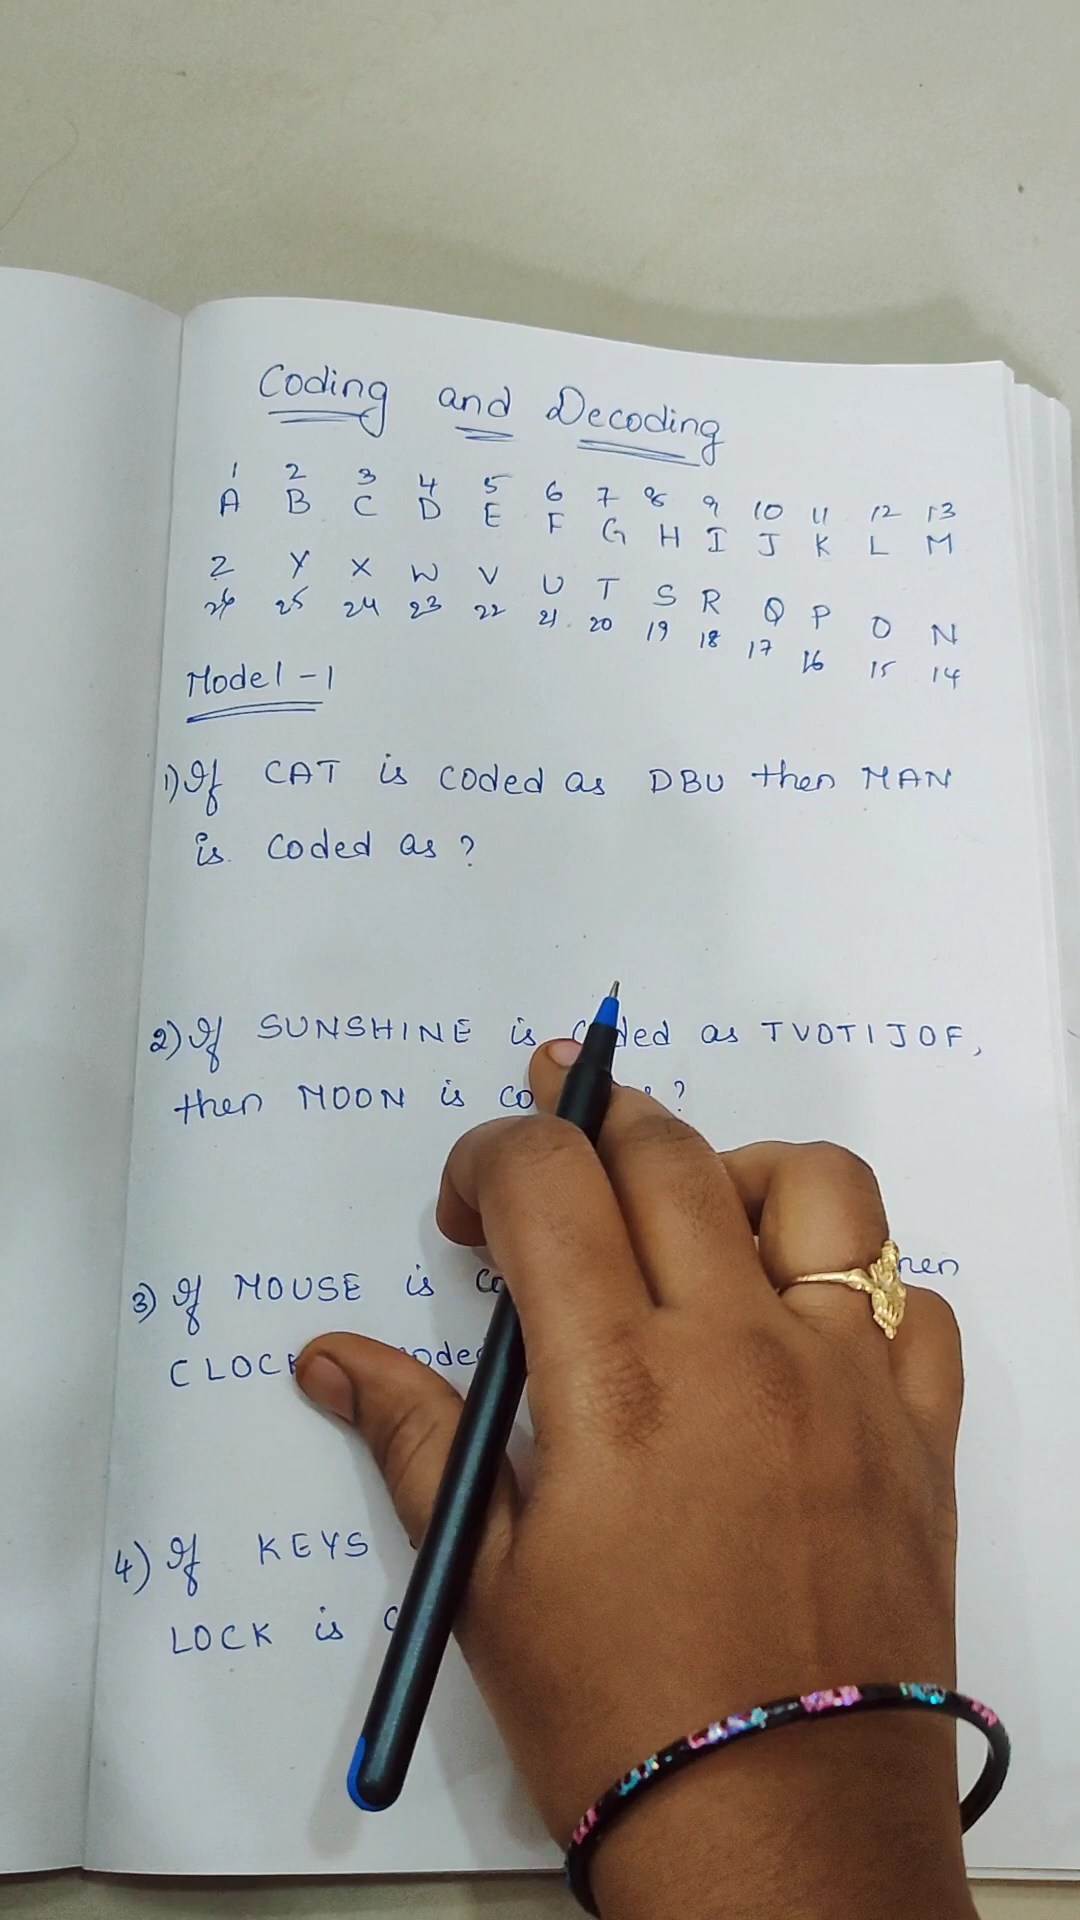 Coding and Decoding
1 2 3 4 5 6 7 8 9 10 11 12 13
A B C D E F G H I J K L M
Z Y X W V U T S R Q P O N
26 25 24 23 22 21 20 19 18 17 16 15 14
Model - 1
1) If CAT is coded as DBU then MAN
is coded as ?
2) If SUNSHINE is as TVOTIJOF,
then MOON is ?
3) If MOUSE is
CLOCK
4) If KEYS
LOCK is